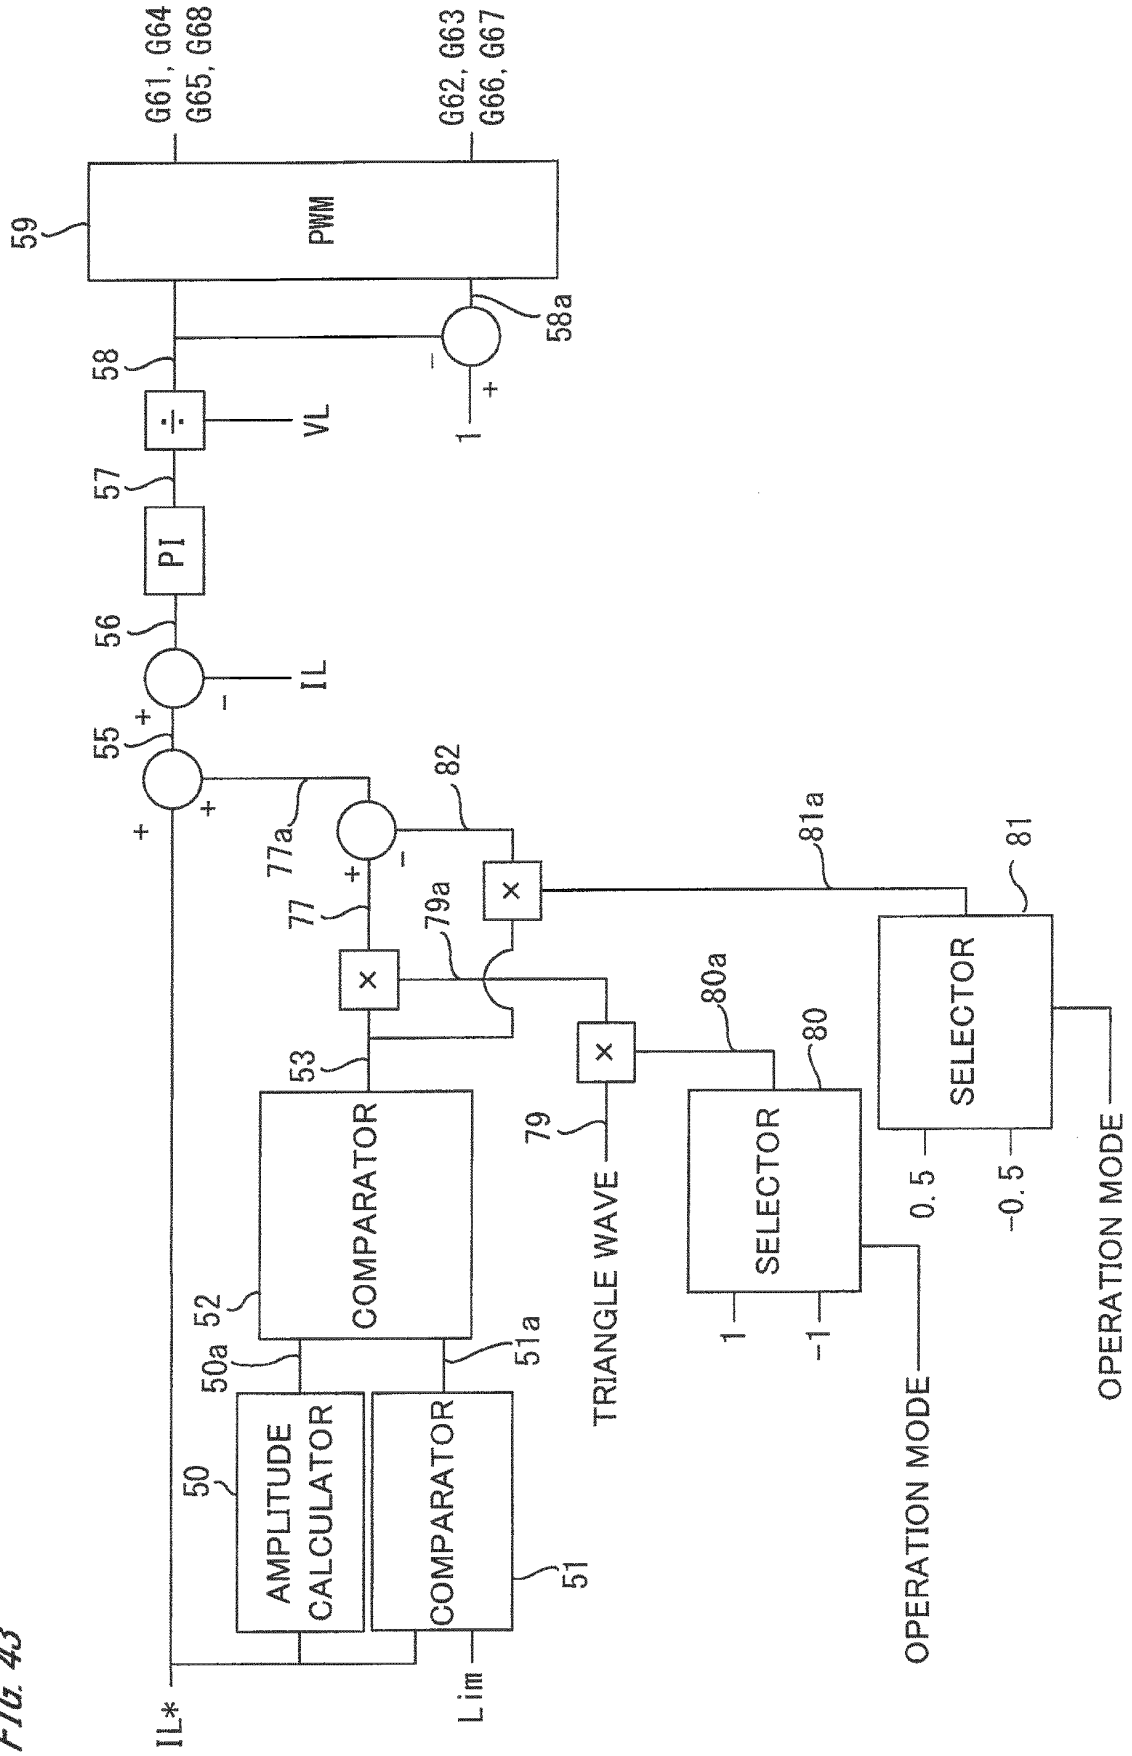 FIG. 43
IL*
50
AMPLITUDE
CALCULATOR
50a
Lim
COMPARATOR
51
51a
52
COMPARATOR
53
×
77
+
-
77a
TRIANGLE WAVE
79
×
79a
1
-1
SELECTOR
80
80a
OPERATION MODE
0.5
-0.5
SELECTOR
81
81a
OPERATION MODE
×
82
+
+
55
+
-
IL
56
PI
57
÷
VL
58
1
+
-
58a
59
PWM
G61, G64
G65, G68
G62, G63
G66, G67